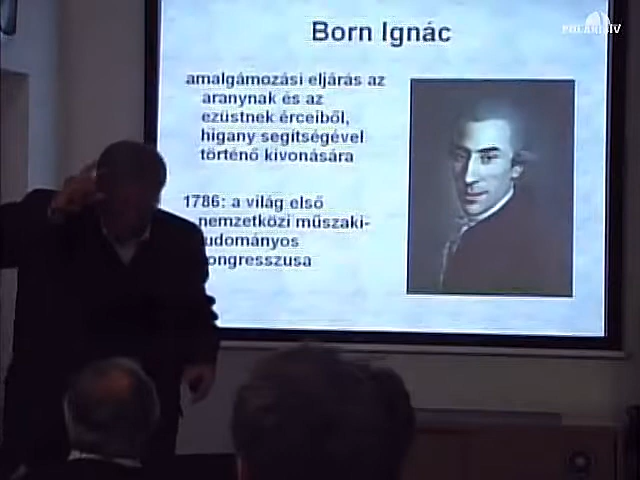 POLARISIV
Born Ignác
amalgámozási eljárás az
aranynak és az
ezüstnek érceiből,
higany segítségével
történő kivonására
1786: a világ első
nemzetközi műszaki-
udományos
ongresszusa